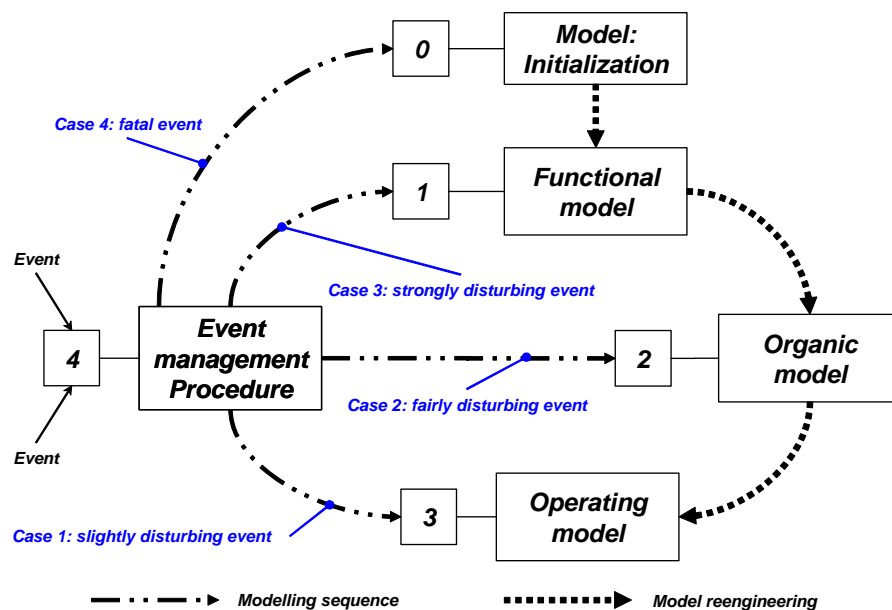 0
Model:
Initialization
Case 4: fatal event
1
Functional
model
Event
Case 3: strongly disturbing event
4
Event
management
Procedure
2
Organic
model
Case 2: fairly disturbing event
Event
3
Operating
model
Case 1: slightly disturbing event
Modelling sequence
Model reengineering